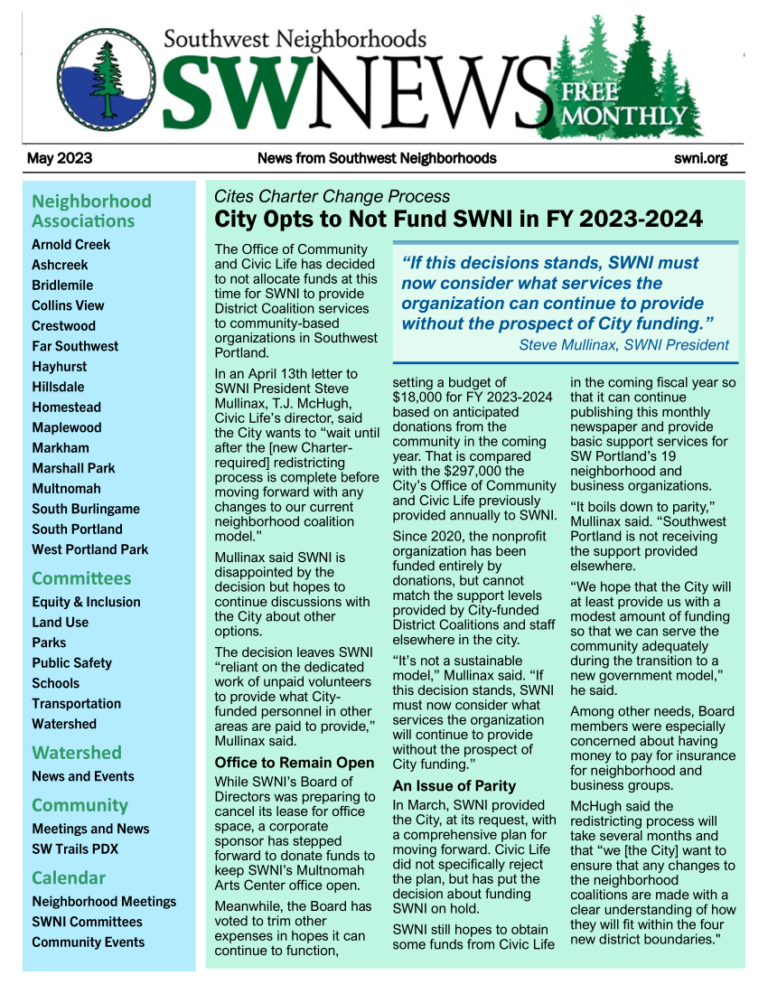 Southwest Neighborhoods
SWNEWS
FREE
MONTHLY
May 2023
News from Southwest Neighborhoods
swni.org
Neighborhood
Associations
Arnold Creek
Ashcreek
Bridlemile
Collins View
Crestwood
Far Southwest
Hayhurst
Hillsdale
Homestead
Maplewood
Markham
Marshall Park
Multnomah
South Burlingame
South Portland
West Portland Park
Committees
Equity & Inclusion
Land Use
Parks
Public Safety
Schools
Transportation
Watershed
Watershed
News and Events
Community
Meetings and News
SW Trails PDX
Calendar
Neighborhood Meetings
SWNI Committees
Community Events
Cites Charter Change Process
City Opts to Not Fund SWNI in FY 2023-2024
The Office of Community
and Civic Life has decided
to not allocate funds at this
time for SWNI to provide
District Coalition services
to community-based
organizations in Southwest
Portland.
In an April 13th letter to
SWNI President Steve
Mullinax, T.J. McHugh,
Civic Life’s director, said
the City wants to “wait until
after the [new Charter-
required] redistricting
process is complete before
moving forward with any
changes to our current
neighborhood coalition
model.”
Mullinax said SWNI is
disappointed by the
decision but hopes to
continue discussions with
the City about other
options.
The decision leaves SWNI
“reliant on the dedicated
work of unpaid volunteers
to provide what City-
funded personnel in other
areas are paid to provide,”
Mullinax said.
Office to Remain Open
While SWNI’s Board of
Directors was preparing to
cancel its lease for office
space, a corporate
sponsor has stepped
forward to donate funds to
keep SWNI’s Multnomah
Arts Center office open.
Meanwhile, the Board has
voted to trim other
expenses in hopes it can
continue to function,
“If this decisions stands, SWNI must
now consider what services the
organization can continue to provide
without the prospect of City funding.”
Steve Mullinax, SWNI President
setting a budget of
$18,000 for FY 2023-2024
based on anticipated
donations from the
community in the coming
year. That is compared
with the $297,000 the
City’s Office of Community
and Civic Life previously
provided annually to SWNI.
Since 2020, the nonprofit
organization has been
funded entirely by
donations, but cannot
match the support levels
provided by City-funded
District Coalitions and staff
elsewhere in the city.
“It’s not a sustainable
model,” Mullinax said. “If
this decision stands, SWNI
must now consider what
services the organization
will continue to provide
without the prospect of
City funding.”
An Issue of Parity
In March, SWNI provided
the City, at its request, with
a comprehensive plan for
moving forward. Civic Life
did not specifically reject
the plan, but has put the
decision about funding
SWNI on hold.
SWNI still hopes to obtain
some funds from Civic Life
in the coming fiscal year so
that it can continue
publishing this monthly
newspaper and provide
basic support services for
SW Portland’s 19
neighborhood and
business organizations.
“It boils down to parity,”
Mullinax said. “Southwest
Portland is not receiving
the support provided
elsewhere.
“We hope that the City will
at least provide us with a
modest amount of funding
so that we can serve the
community adequately
during the transition to a
new government model,”
he said.
Among other needs, Board
members were especially
concerned about having
money to pay for insurance
for neighborhood and
business groups.
McHugh said the
redistricting process will
take several months and
that “we [the City] want to
ensure that any changes to
the neighborhood
coalitions are made with a
clear understanding of how
they will fit within the four
new district boundaries."